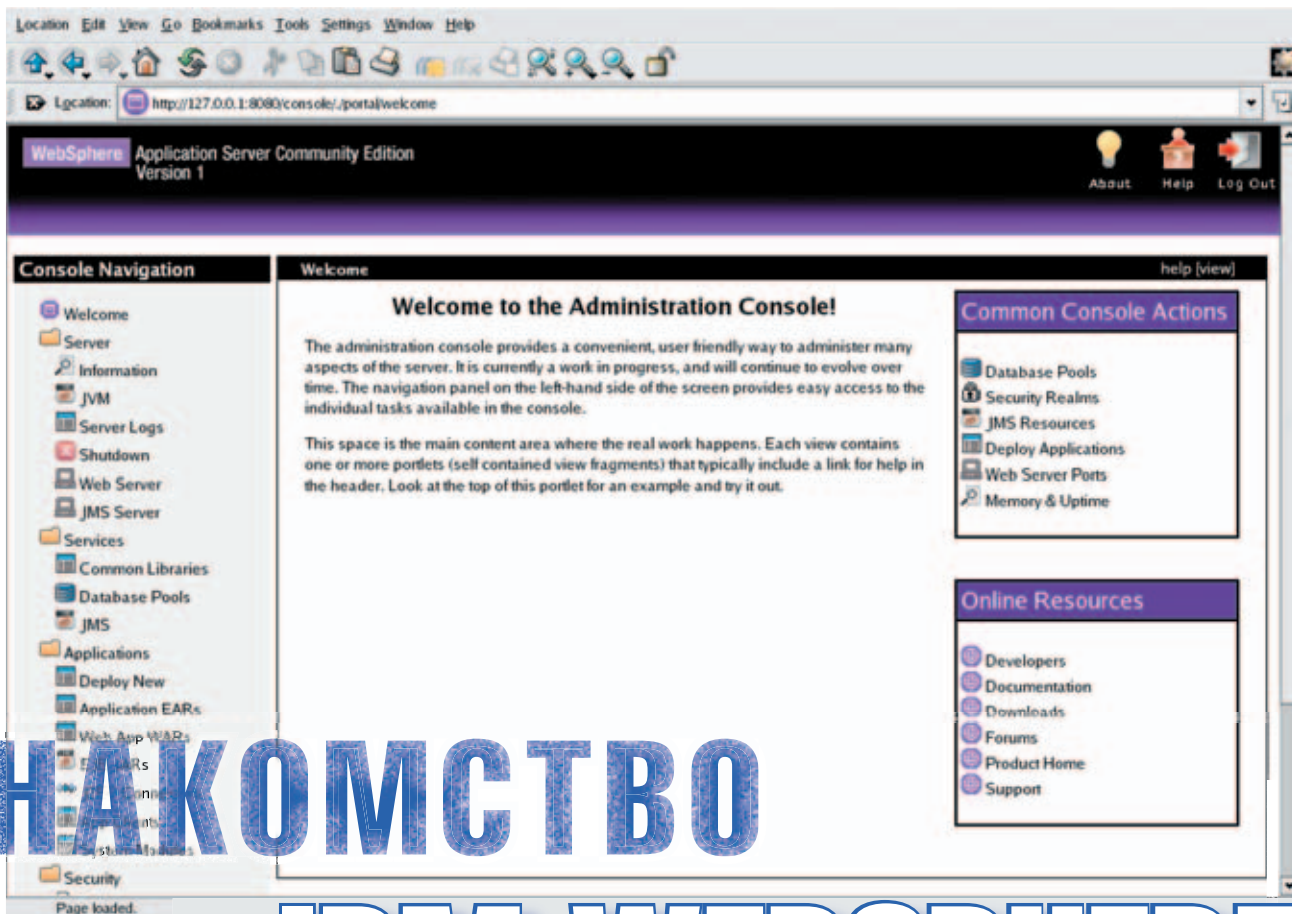 Location Edit View Go Bookmarks Tools Settings Window Help
Location: http://127.0.0.1:8080/console/./portal/welcome
WebSphere Application Server Community Edition
Version 1
About Help Log Out
Console Navigation
Welcome
Server
Information
JVM
Server Logs
Shutdown
Web Server
JMS Server
Services
Common Libraries
Database Pools
JMS
Applications
Deploy New
Application EARs
Web App WARs
Security
Welcome
help [view]
Welcome to the Administration Console!
The administration console provides a convenient, user friendly way to administer many
aspects of the server. It is currently a work in progress, and will continue to evolve over
time. The navigation panel on the left-hand side of the screen provides easy access to the
individual tasks available in the console.
This space is the main content area where the real work happens. Each view contains
one or more portlets (self contained view fragments) that typically include a link for help in
the header. Look at the top of this portlet for an example and try it out.
Common Console Actions
Database Pools
Security Realms
JMS Resources
Deploy Applications
Web Server Ports
Memory & Uptime
Online Resources
Developers
Documentation
Downloads
Forums
Product Home
Support
НАКОМСТВО
Page loaded.